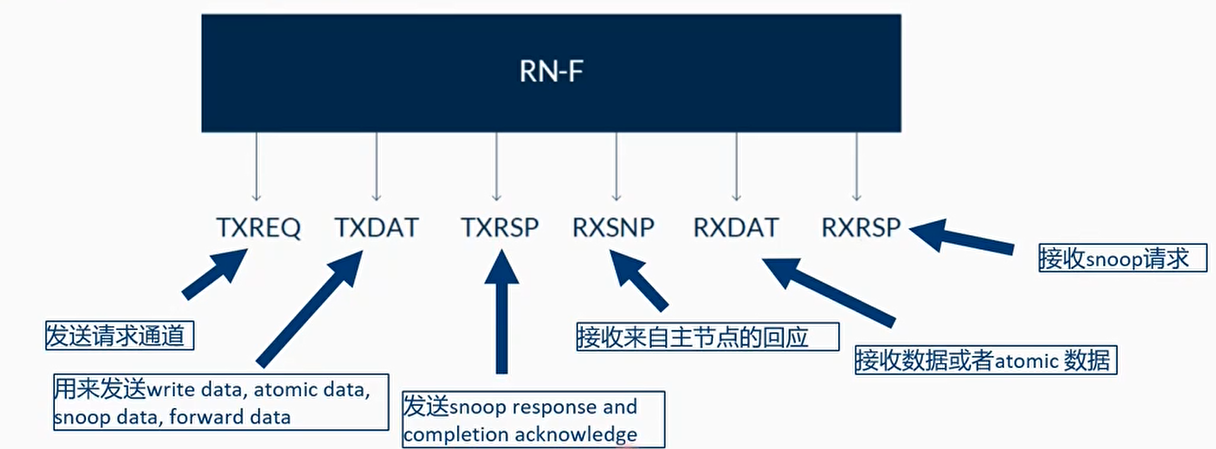 RN-F
TXREQ TXDAT TXRSP RXSNP RXDAT RXRSP
接收snoop请求
发送请求通道
接收来自主节点的回应
接收数据或者atomic 数据
用来发送write data, atomic data,
snoop data, forward data
发送snoop response and
completion acknowledge